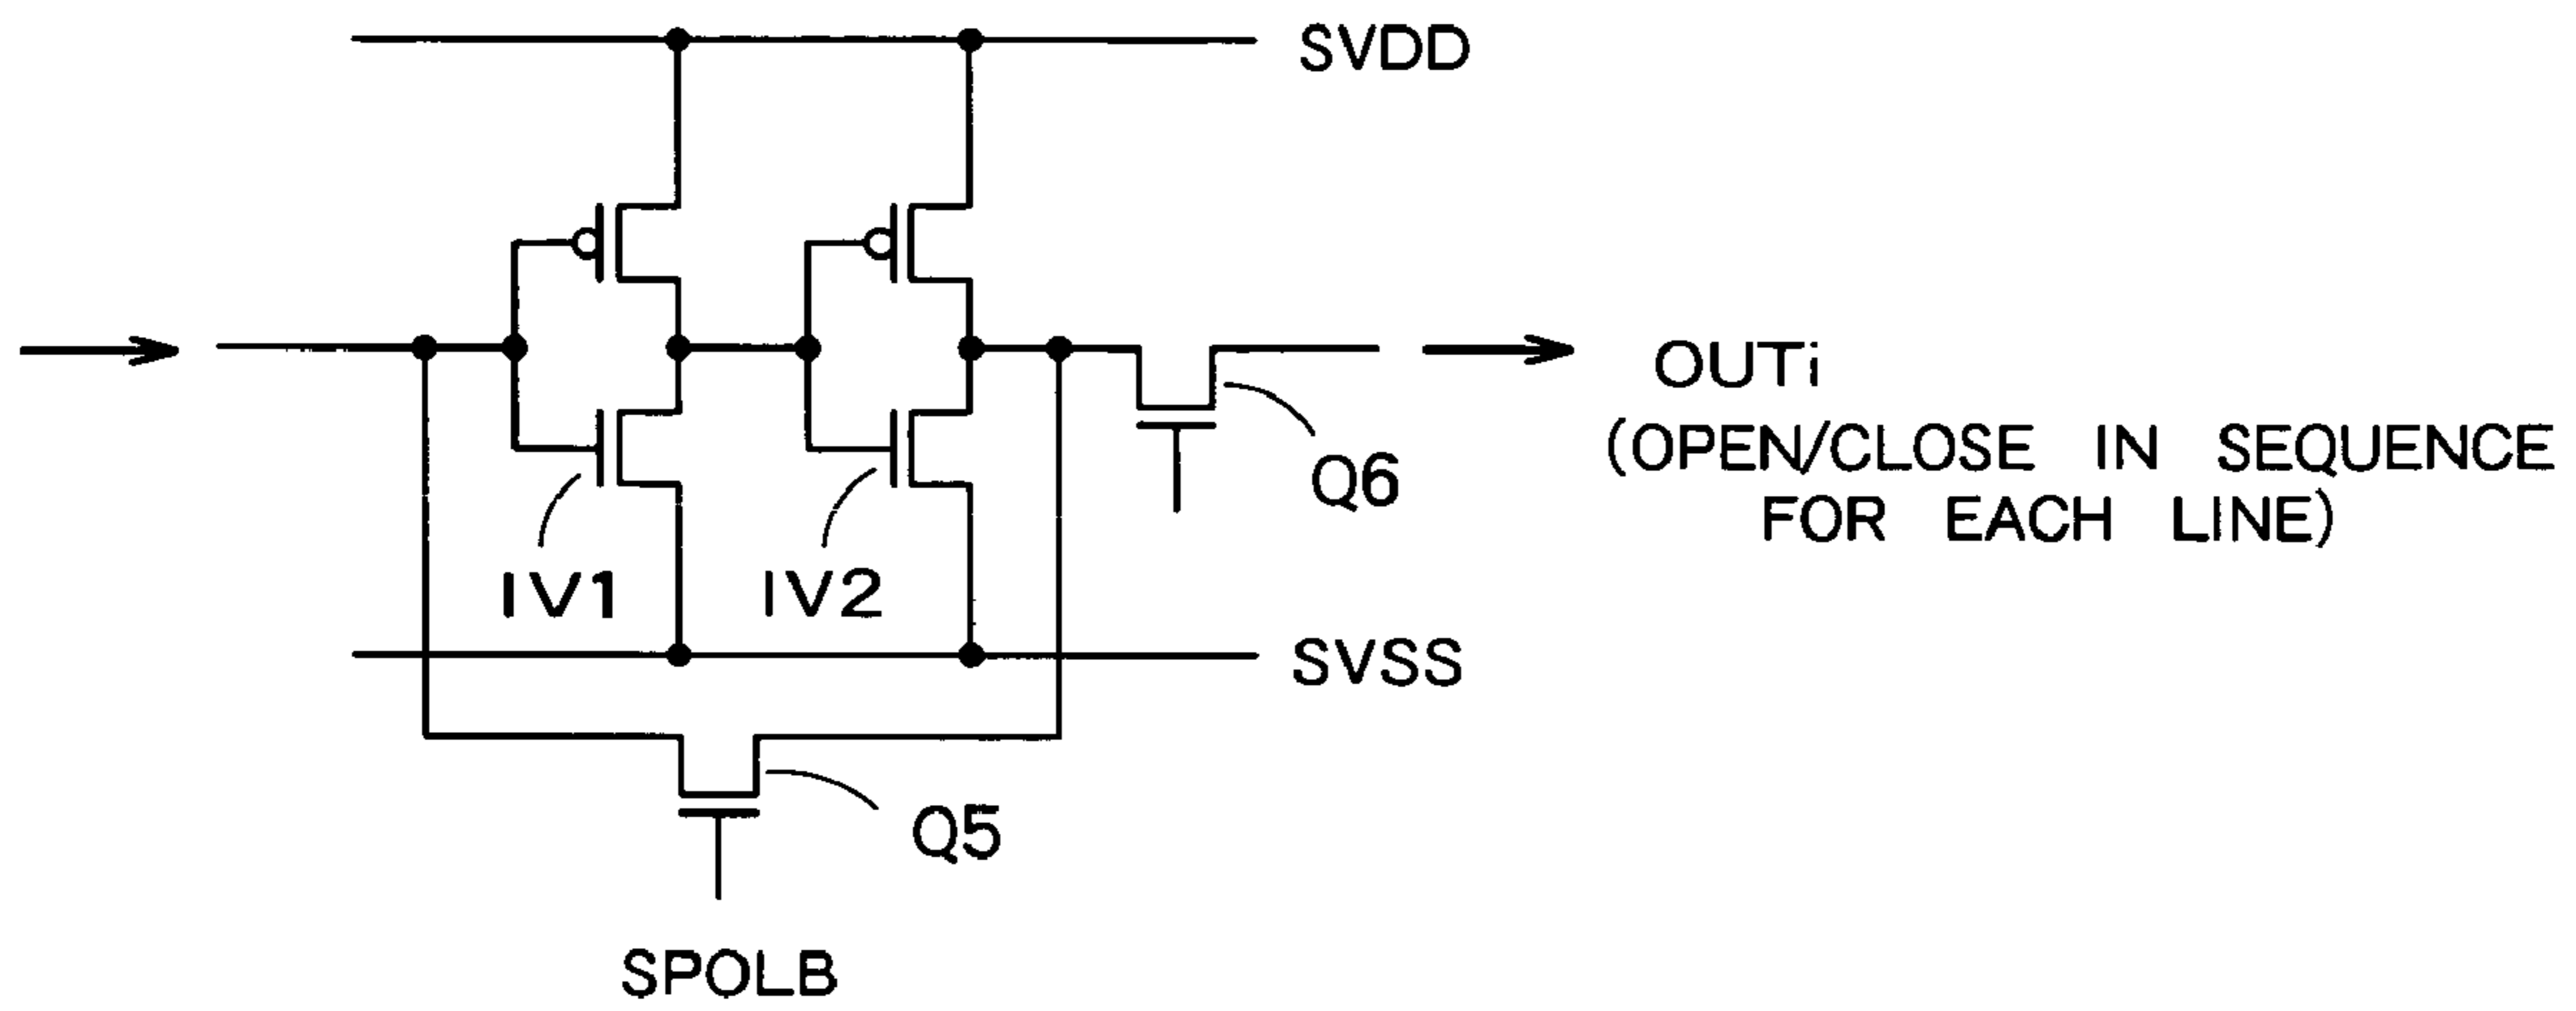 SVDD
OUTi
(OPEN/CLOSE IN SEQUENCE
FOR EACH LINE)
Q6
IV1
IV2
SVSS
Q5
SPOLB